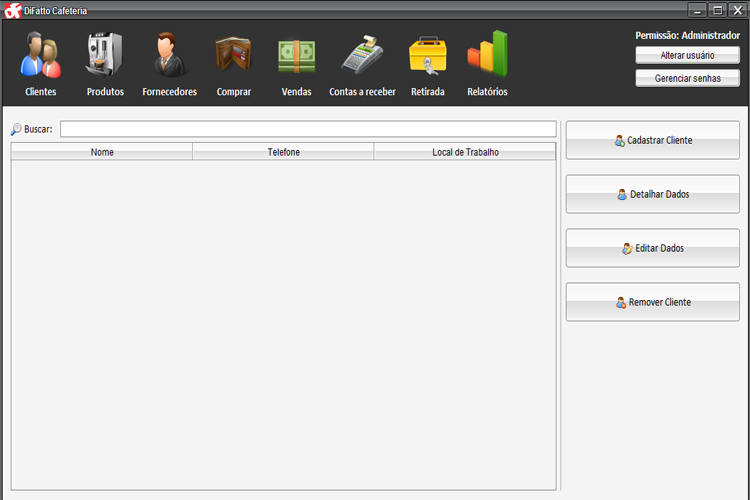 DiFatto Cafeteria
Clientes
Produtos
Fornecedores
Comprar
Vendas
Contas a receber
Retirada
Relatórios
Permissão: Administrador
Alterar usuário
Gerenciar senhas
Buscar:
Nome
Telefone
Local de Trabalho
Cadastrar Cliente
Detalhar Dados
Editar Dados
Remover Cliente